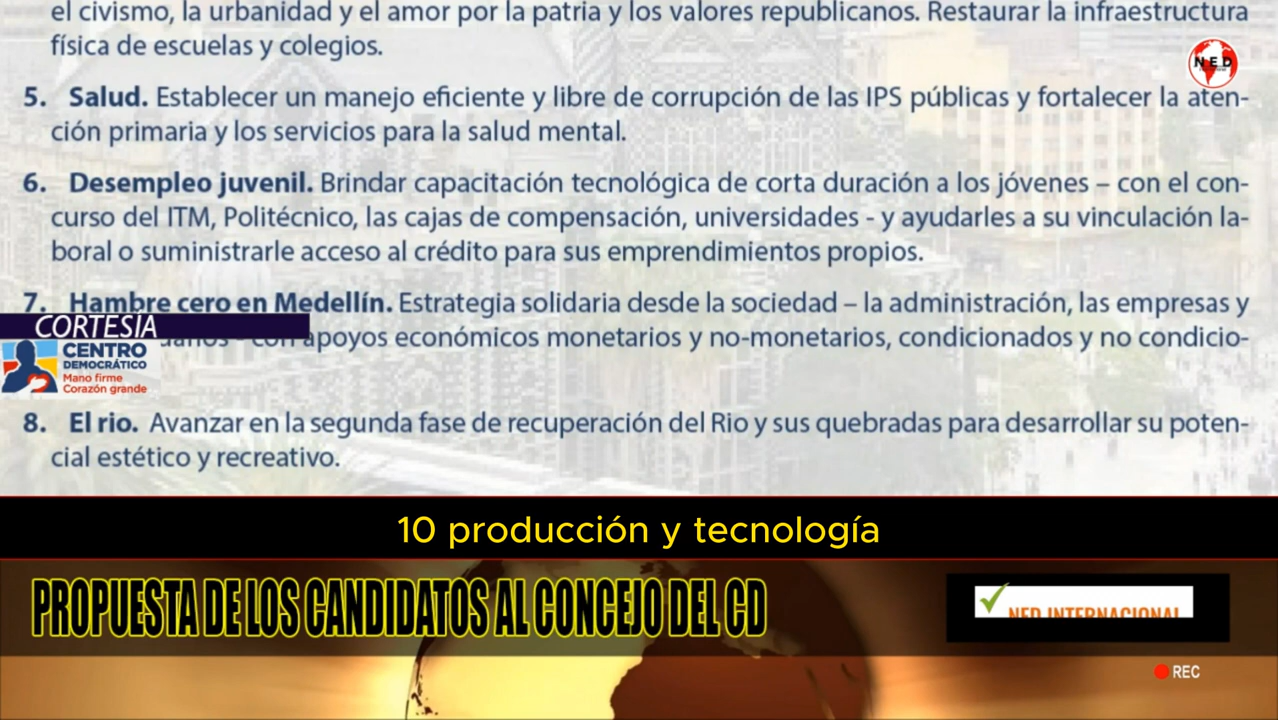 el civismo, la urbanidad y el amor por la patria y los valores republicanos. Restaurar la infraestructura
física de escuelas y colegios.
NED
5. Salud. Establecer un manejo eficiente y libre de corrupción de las IPS públicas y fortalecer la aten-
ción primaria y los servicios para la salud mental.
6. Desempleo juvenil. Brindar capacitación tecnológica de corta duración a los jóvenes – con el con-
curso del ITM, Politécnico, las cajas de compensación, universidades - y ayudarles a su vinculación la-
boral o suministrarle acceso al crédito para sus emprendimientos propios.
7. Hambre cero en Medellín. Estrategia solidaria desde la sociedad – la administración, las empresas y
apoyos económicos monetarios y no-monetarios, condicionados y no condicio-
CORTESÍA
CENTRO
DEMOCRÁTICO
Mano firme
Corazón grande
8. El rio. Avanzar en la segunda fase de recuperación del Rio y sus quebradas para desarrollar su poten-
cial estético y recreativo.
10 producción y tecnología
PROPUESTA DE LOS CANDIDATOS AL CONCEJO DEL CD
NED INTERNACIONAL
REC